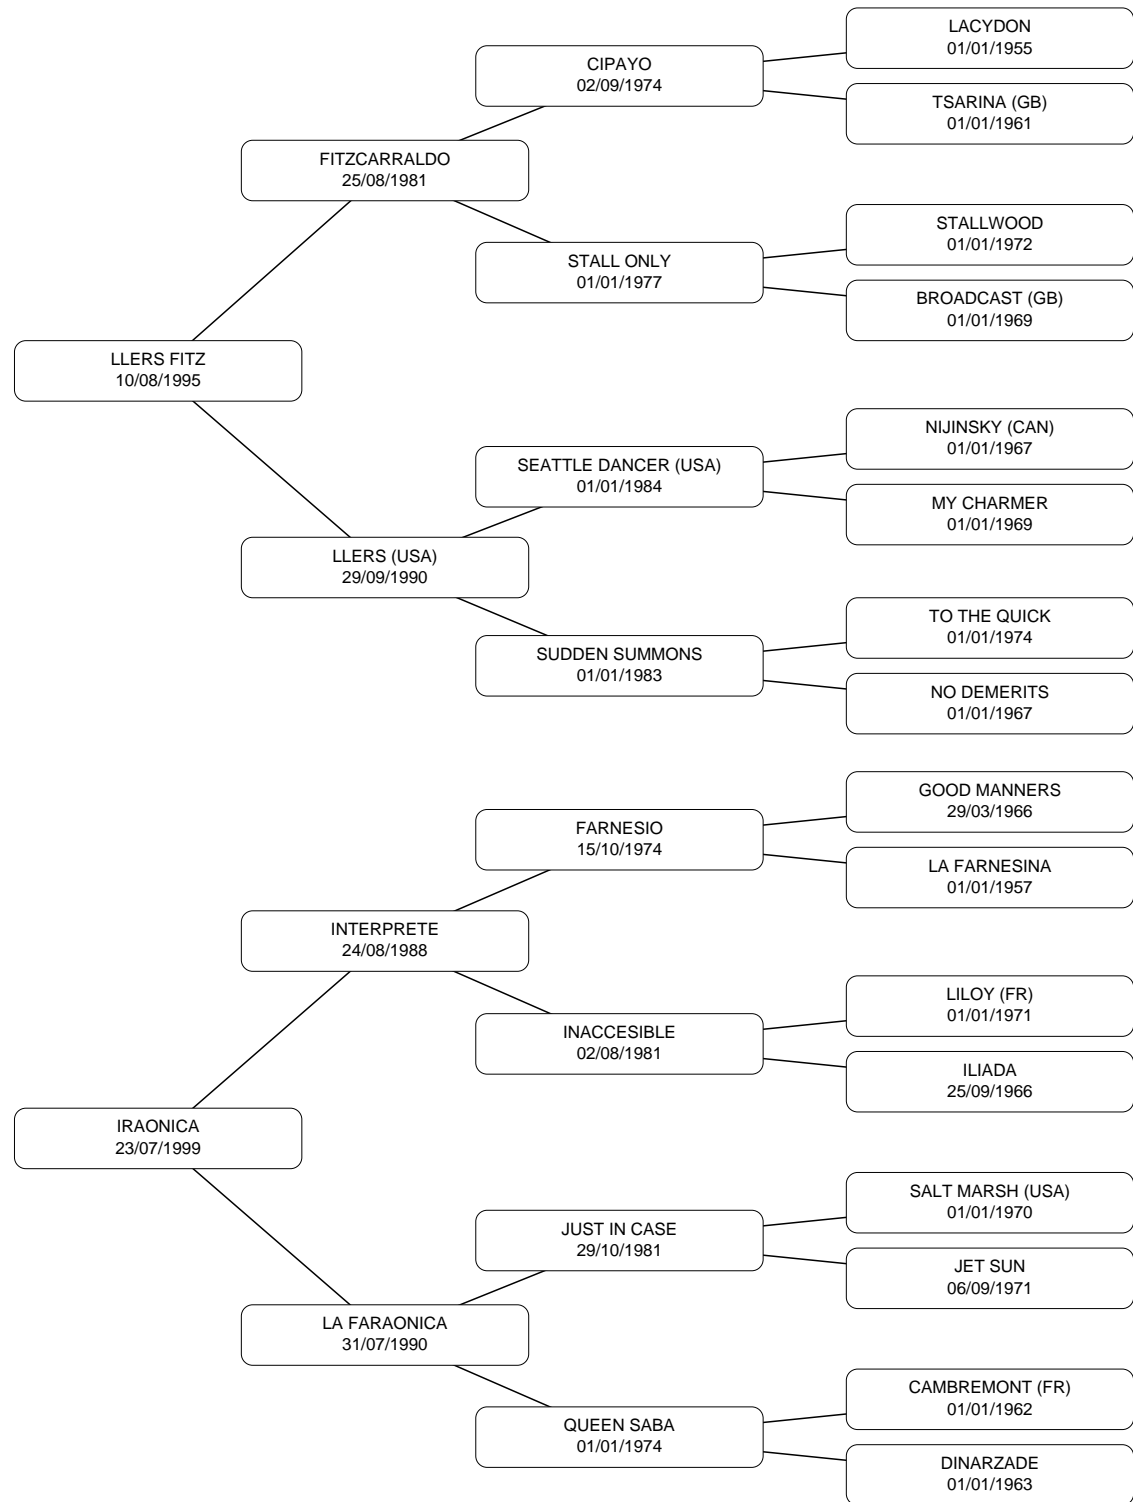 LACYDON
01/01/1955
CIPAYO
02/09/1974
TSARINA (GB)
01/01/1961
FITZCARRALDO
25/08/1981
STALLWOOD
01/01/1972
STALL ONLY
01/01/1977
BROADCAST (GB)
01/01/1969
LLERS FITZ
10/08/1995
NIJINSKY (CAN)
01/01/1967
SEATTLE DANCER (USA)
01/01/1984
MY CHARMER
01/01/1969
LLERS (USA)
29/09/1990
TO THE QUICK
01/01/1974
SUDDEN SUMMONS
01/01/1983
NO DEMERITS
01/01/1967
GOOD MANNERS
29/03/1966
FARNESIO
15/10/1974
LA FARNESINA
01/01/1957
INTERPRETE
24/08/1988
LILOY (FR)
01/01/1971
INACCESIBLE
02/08/1981
ILIADA
25/09/1966
IRAONICA
23/07/1999
SALT MARSH (USA)
01/01/1970
JUST IN CASE
29/10/1981
JET SUN
06/09/1971
LA FARAONICA
31/07/1990
CAMBREMONT (FR)
01/01/1962
QUEEN SABA
01/01/1974
DINARZADE
01/01/1963